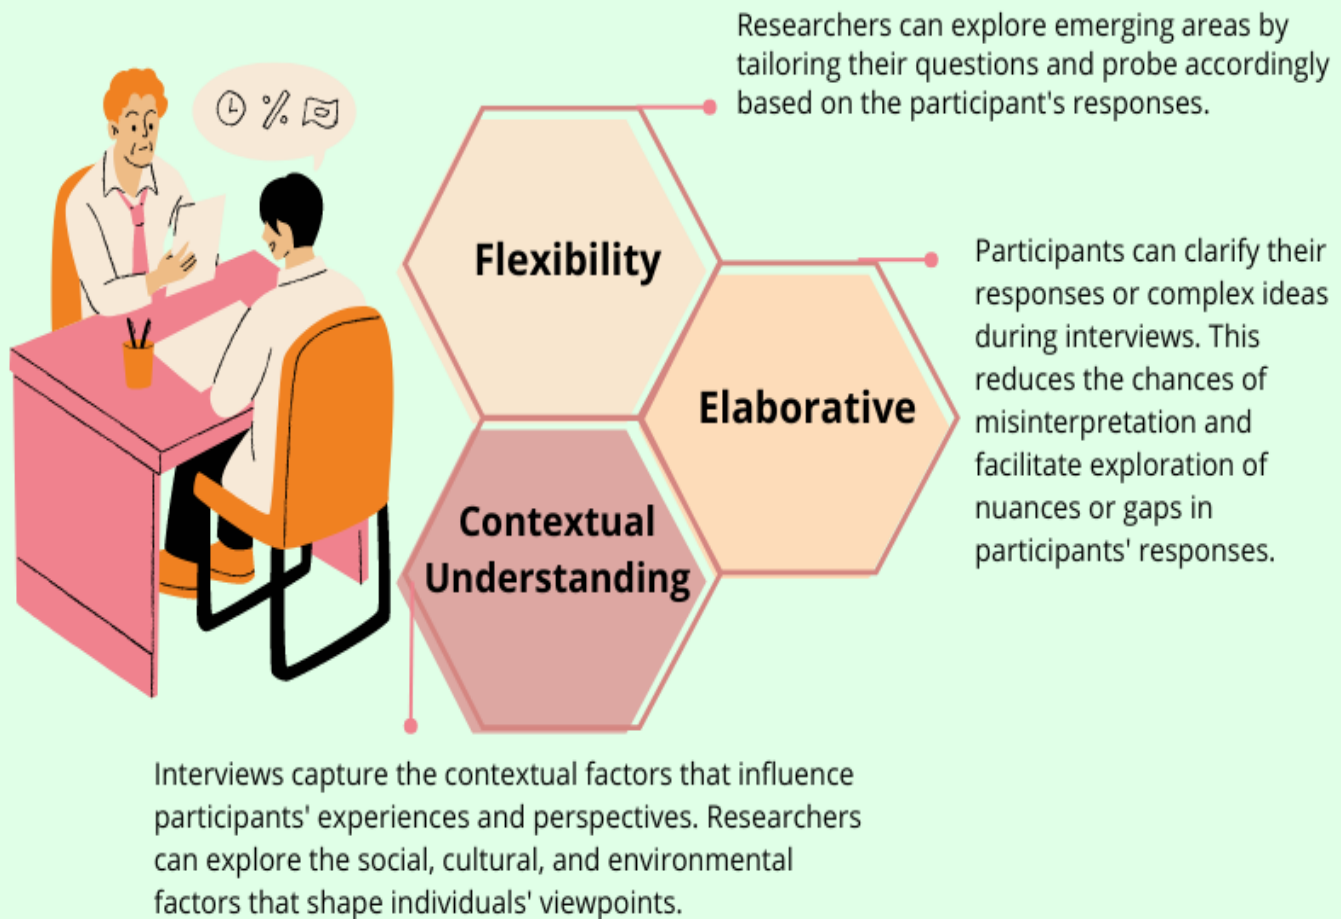 Researchers can explore emerging areas by
tailoring their questions and probe accordingly
based on the participant's responses.
Flexibility
Participants can clarify their
responses or complex ideas
during interviews. This
reduces the chances of
misinterpretation and
facilitate exploration of
nuances or gaps in
participants' responses.
Elaborative
Contextual
Understanding
Interviews capture the contextual factors that influence
participants' experiences and perspectives. Researchers
can explore the social, cultural, and environmental
factors that shape individuals' viewpoints.